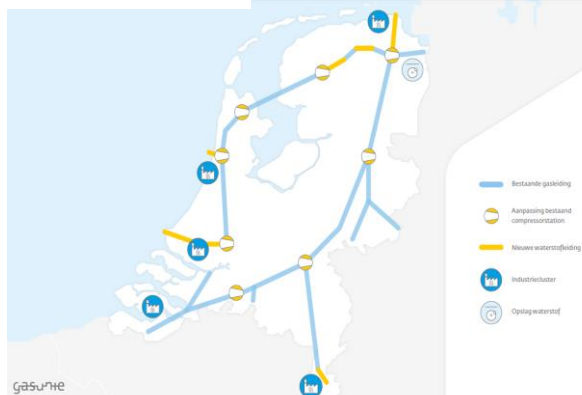 Bestaande gasleiding
Aanpassing bestaand
compressorstation
Nieuwe waterstofleiding
Industriecluster
Opslag waterstof
gasunie